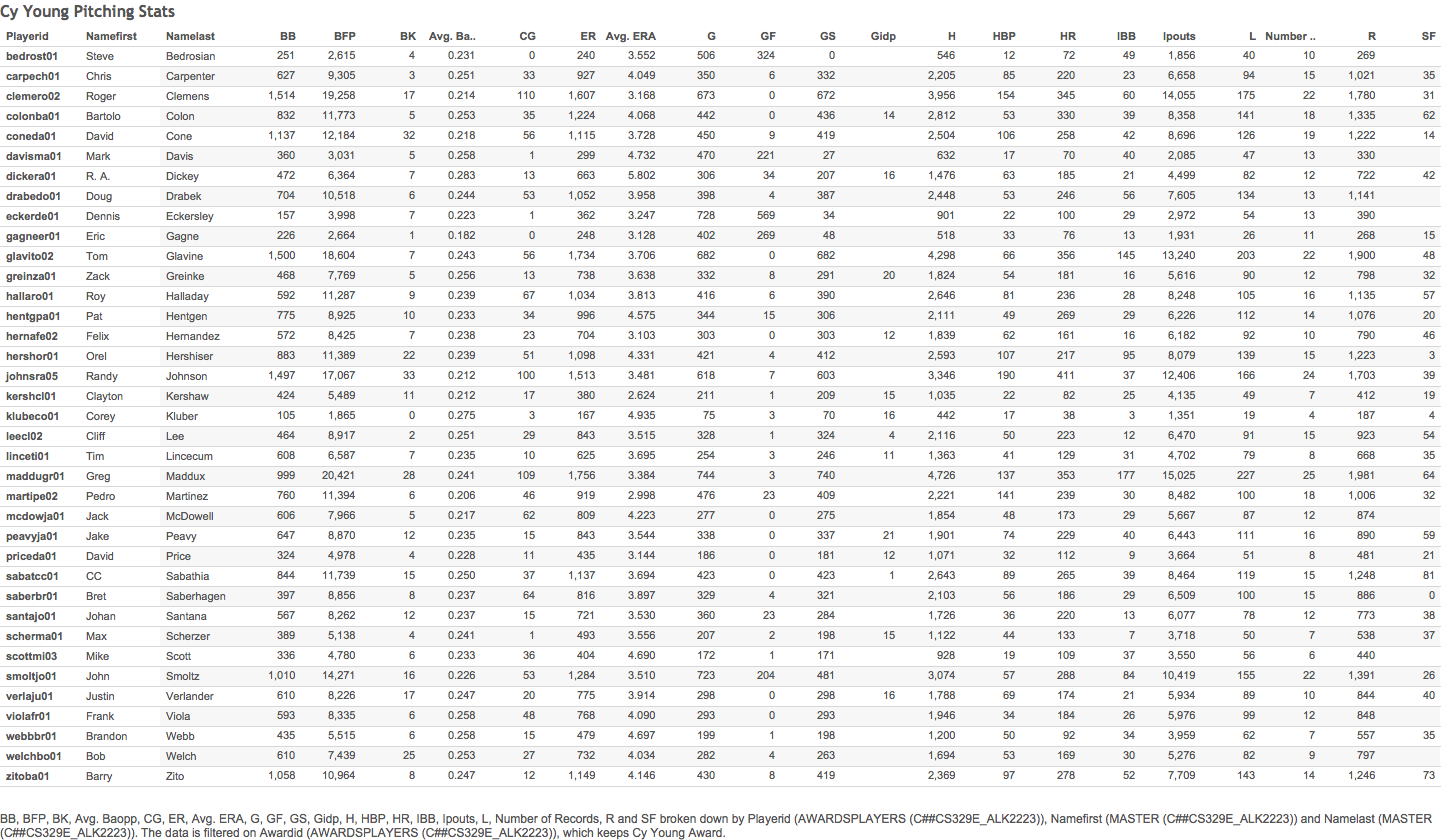 Cy Young Pitching Stats
Playerid Namefirst Namelast BB BFP BK Avg. Ba.. CG ER Avg. ERA G GF GS Gidp H HBP HR IBB Ipouts L Number .. R SF
bedrost01 Steve Bedrosian 251 2,615 4 0.231 0 240 3.552 506 324 0 546 12 72 49 1,856 40 10 269
carpech01 Chris Carpenter 627 9,305 3 0.251 33 927 4.049 350 6 332 2,205 85 220 23 6,658 94 15 1,021 35
clemero02 Roger Clemens 1,514 19,258 17 0.214 110 1,607 3.168 673 0 672 3,956 154 345 60 14,055 175 22 1,780 31
colonba01 Bartolo Colon 832 11,773 5 0.253 35 1,224 4.068 442 0 436 14 2,812 53 330 39 8,358 141 18 1,335 62
coneda01 David Cone 1,137 12,184 32 0.218 56 1,115 3.728 450 9 419 2,504 106 258 42 8,696 126 19 1,222 14
davisma01 Mark Davis 360 3,031 5 0.258 1 299 4.732 470 221 27 632 17 70 40 2,085 47 13 330
dickera01 R. A. Dickey 472 6,364 7 0.283 13 663 5.802 306 34 207 16 1,476 63 185 21 4,499 82 12 722 42
drabedo01 Doug Drabek 704 10,518 6 0.244 53 1,052 3.958 398 4 387 2,448 53 246 56 7,605 134 13 1,141
eckerde01 Dennis Eckersley 157 3,998 7 0.223 1 362 3.247 728 569 34 901 22 100 29 2,972 54 13 390
gagneer01 Eric Gagne 226 2,664 1 0.182 0 248 3.128 402 269 48 518 33 76 13 1,931 26 11 268 15
glavito02 Tom Glavine 1,500 18,604 7 0.243 56 1,734 3.706 682 0 682 4,298 66 356 145 13,240 203 22 1,900 48
greinza01 Zack Greinke 468 7,769 5 0.256 13 738 3.638 332 8 291 20 1,824 54 181 16 5,616 90 12 798 32
hallaro01 Roy Halladay 592 11,287 9 0.239 67 1,034 3.813 416 6 390 2,646 81 236 28 8,248 105 16 1,135 57
hentgpa01 Pat Hentgen 775 8,925 10 0.233 34 996 4.575 344 15 306 2,111 49 269 29 6,226 112 14 1,076 20
hernafe02 Felix Hernandez 572 8,425 7 0.238 23 704 3.103 303 0 303 12 1,839 62 161 16 6,182 92 10 790 46
hershor01 Orel Hershiser 883 11,389 22 0.239 51 1,098 4.331 421 4 412 2,593 107 217 95 8,079 139 15 1,223 3
johnsra05 Randy Johnson 1,497 17,067 33 0.212 100 1,513 3.481 618 7 603 3,346 190 411 37 12,406 166 24 1,703 39
kershcl01 Clayton Kershaw 424 5,489 11 0.212 17 380 2.624 211 1 209 15 1,035 22 82 25 4,135 49 7 412 19
klubeco01 Corey Kluber 105 1,865 0 0.275 3 167 4.935 75 3 70 16 442 17 38 3 1,351 19 4 187 4
leecl02 Cliff Lee 464 8,917 2 0.251 29 843 3.515 328 1 324 4 2,116 50 223 12 6,470 91 15 923 54
linceti01 Tim Lincecum 608 6,587 7 0.235 10 625 3.695 254 3 246 11 1,363 41 129 31 4,702 79 8 668 35
maddugr01 Greg Maddux 999 20,421 28 0.241 109 1,756 3.384 744 3 740 4,726 137 353 177 15,025 227 25 1,981 64
martipe02 Pedro Martinez 760 11,394 6 0.206 46 919 2.998 476 23 409 2,221 141 239 30 8,482 100 18 1,006 32
mcdowja01 Jack McDowell 606 7,966 5 0.217 62 809 4.223 277 0 275 1,854 48 173 29 5,667 87 12 874
peavyja01 Jake Peavy 647 8,870 12 0.235 15 843 3.544 338 0 337 21 1,901 74 229 40 6,443 111 16 890 59
priceda01 David Price 324 4,978 4 0.228 11 435 3.144 186 0 181 12 1,071 32 112 9 3,664 51 8 481 21
sabatcc01 CC Sabathia 844 11,739 15 0.250 37 1,137 3.694 423 0 423 1 2,643 89 265 39 8,464 119 15 1,248 81
saberbr01 Bret Saberhagen 397 8,856 8 0.237 64 816 3.897 329 4 321 2,103 56 186 29 6,509 100 15 886 0
santajo01 Johan Santana 567 8,262 12 0.237 15 721 3.530 360 23 284 1,726 36 220 13 6,077 78 12 773 38
scherma01 Max Scherzer 389 5,138 4 0.241 1 493 3.556 207 2 198 15 1,122 44 133 7 3,718 50 7 538 37
scottmi03 Mike Scott 336 4,780 6 0.233 36 404 4.690 172 1 171 928 19 109 37 3,550 56 6 440
smoltjo01 John Smoltz 1,010 14,271 16 0.226 53 1,284 3.510 723 204 481 3,074 57 288 84 10,419 155 22 1,391 26
verlaju01 Justin Verlander 610 8,226 17 0.247 20 775 3.914 298 0 298 16 1,788 69 174 21 5,934 89 10 844 40
violafr01 Frank Viola 593 8,335 6 0.258 48 768 4.090 293 0 293 1,946 34 184 26 5,976 99 12 848
webbbr01 Brandon Webb 435 5,515 6 0.258 15 479 4.697 199 1 198 1,200 50 92 34 3,959 62 7 557 35
welchbo01 Bob Welch 610 7,439 25 0.253 27 732 4.034 282 4 263 1,694 53 169 30 5,276 82 9 797
zitoba01 Barry Zito 1,058 10,964 8 0.247 12 1,149 4.146 430 8 419 2,369 97 278 52 7,709 143 14 1,246 73
BB, BFP, BK, Avg. Baopp, CG, ER, Avg. ERA, G, GF, GS, Gidp, H, HBP, HR, IBB, Ipouts, L, Number of Records, R and SF broken down by Playerid (AWARDSPLAYERS (C##CS329E_ALK2223)), Namefirst (MASTER (C##CS329E_ALK2223)) and Namelast (MASTER
(C##CS329E_ALK2223)). The data is filtered on Awardid (AWARDSPLAYERS (C##CS329E_ALK2223)), which keeps Cy Young Award.